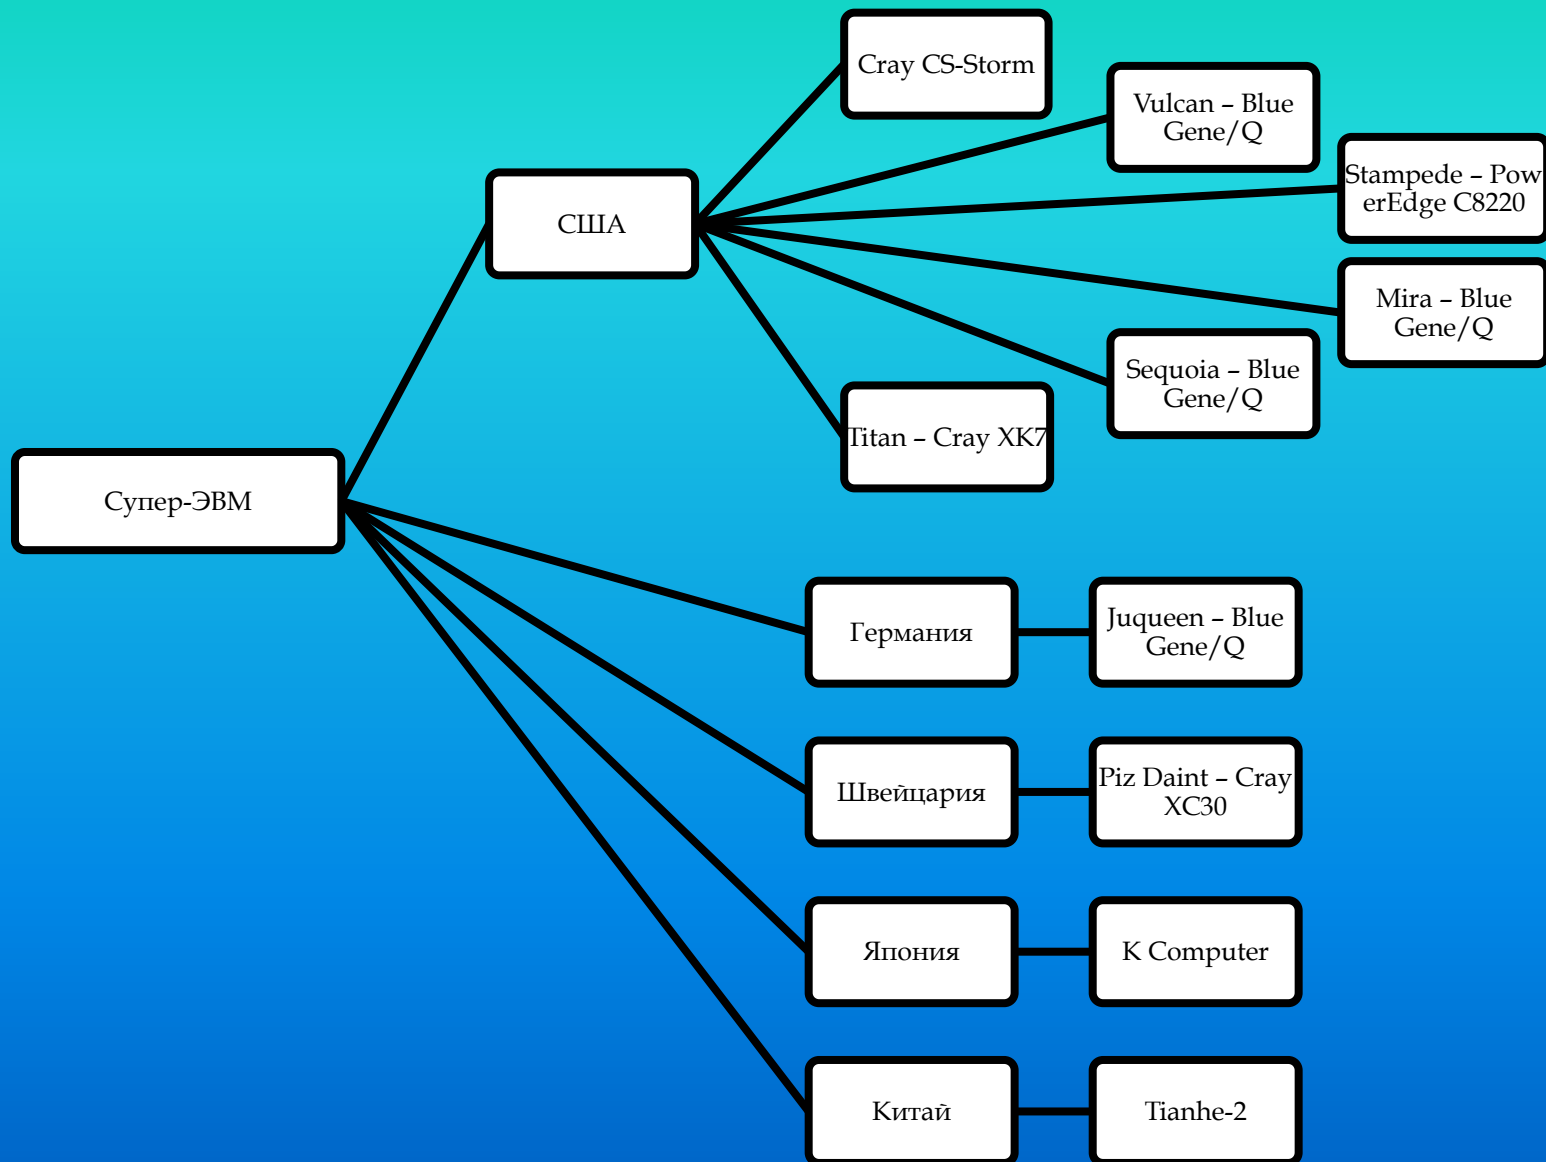 Cray CS-Storm
Vulcan – Blue
Gene/Q
Stampede – Pow
erEdge C8220
США
Mira – Blue
Gene/Q
Sequoia – Blue
Gene/Q
Titan – Cray XK7
Супер-ЭВМ
Германия
Juqueen – Blue
Gene/Q
Швейцария
Piz Daint – Cray
XC30
Япония
K Computer
Китай
Tianhe-2